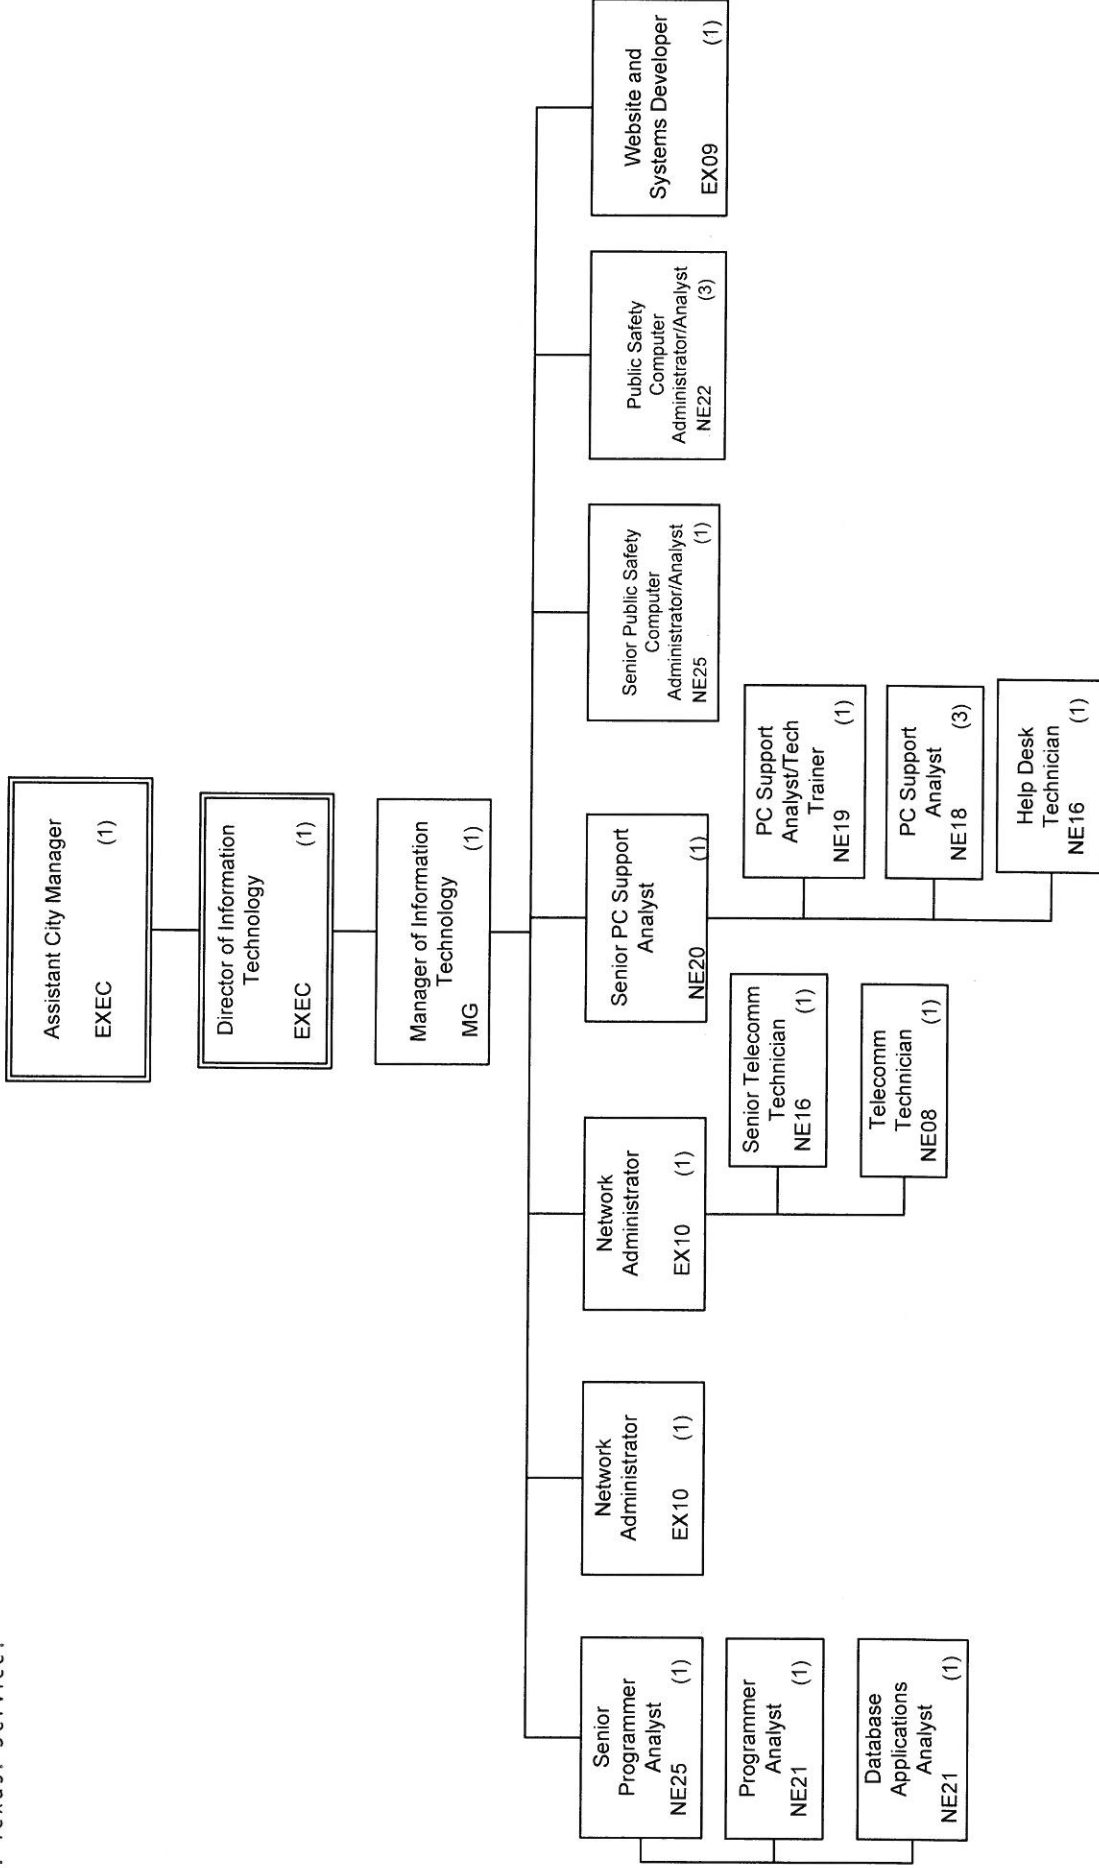 Assistant City Manager
EXEC (1)
Director of Information
Technology
EXEC (1)
Manager of Information
Technology
MG (1)
Senior
Programmer
Analyst
NE25 (1)
Programmer
Analyst
NE21 (1)
Database
Applications
Analyst
NE21 (1)
Network
Administrator
EX10 (1)
Network
Administrator
EX10 (1)
Senior Telecomm
Technician
NE16 (1)
Telecomm
Technician
NE08 (1)
Senior PC Support
Analyst
NE20 (1)
PC Support
Analyst/Tech
Trainer
NE19 (1)
PC Support
Analyst
NE18 (3)
Help Desk
Technician
NE16 (1)
Senior Public Safety
Computer
Administrator/Analyst
NE25 (1)
Public Safety
Computer
Administrator/Analyst
NE22 (3)
Website and
Systems Developer
EX09 (1)